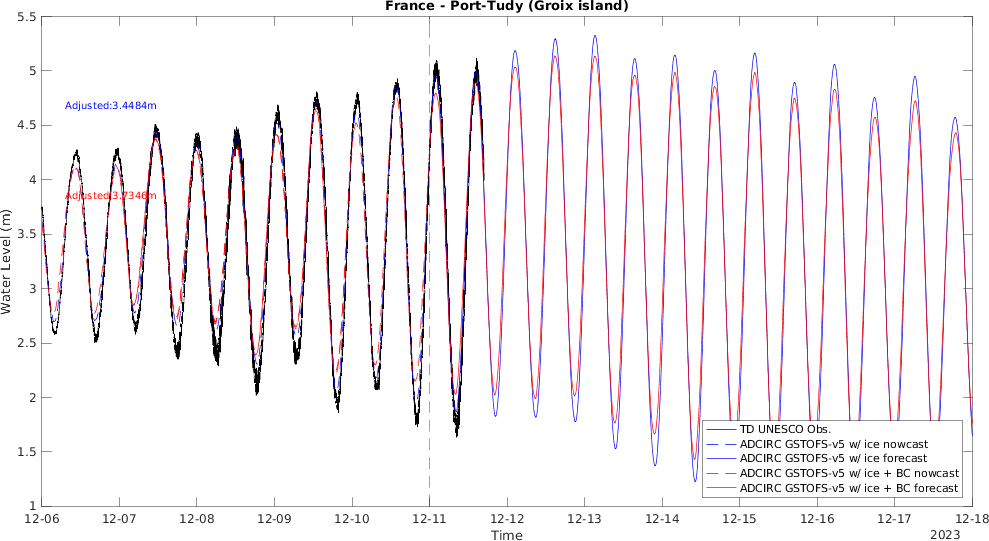 France - Port-Tudy (Groix island)
5.5
5
4.5
4
3.5
3
2.5
2
1.5
1
Water Level (m)
Adjusted:3.4484m
Adjusted:3.7346m
TD UNESCO Obs.
ADCIRC GSTOFS-v5 w/ ice nowcast
ADCIRC GSTOFS-v5 w/ ice forecast
ADCIRC GSTOFS-v5 w/ ice + BC nowcast
ADCIRC GSTOFS-v5 w/ ice + BC forecast
12-06 12-07 12-08 12-09 12-10 12-11 12-12 12-13 12-14 12-15 12-16 12-17 12-18
Time
2023